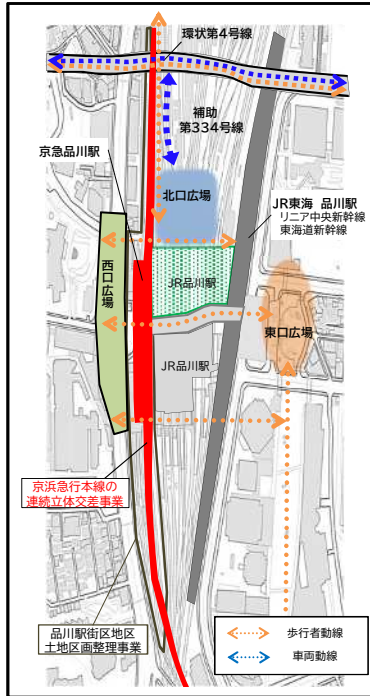 環状第4号線
補助
第334号線
京急品川駅
北口広場
JR東海 品川駅
リニア中央新幹線
東海道新幹線
西口広場
JR品川駅
東口広場
JR品川駅
京浜急行本線の
連続立体交差事業
品川駅街区地区
土地区画整理事業
歩行者動線
車両動線